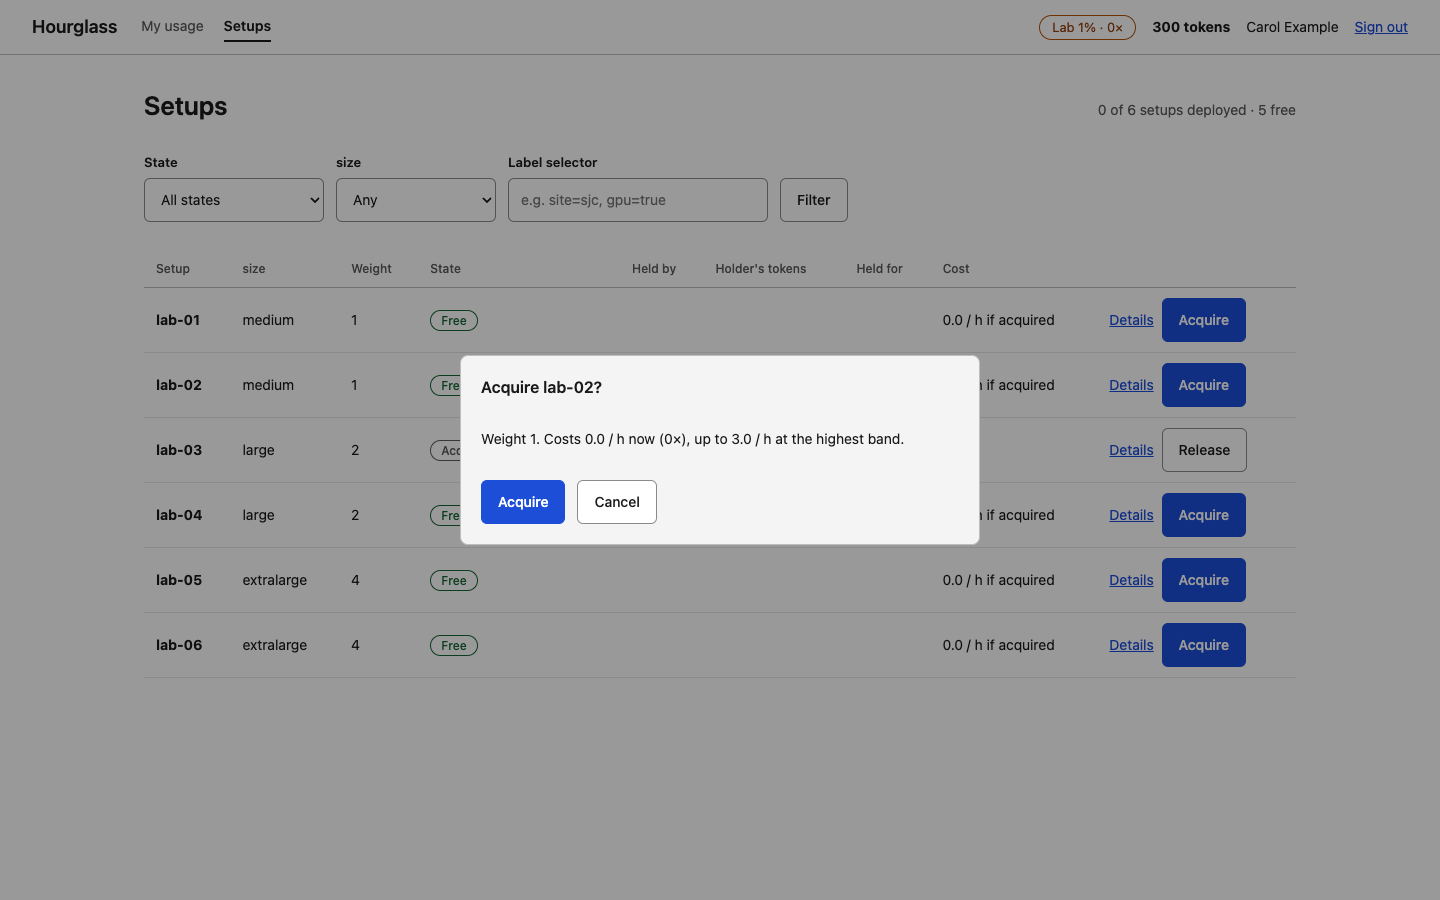 Hourglass My usage Setups Lab 1% · 0× 300 tokens Carol Example Sign out
Setups 0 of 6 setups deployed · 5 free
State size Label selector
All states Any e.g. site=sjc, gpu=true Filter
Setup size Weight State Held by Holder's tokens Held for Cost
lab-01 medium 1 Free 0.0 / h if acquired Details Acquire
lab-02 medium 1 if acquired Details Acquire
lab-03 large 2 Details Release
lab-04 large 2 if acquired Details Acquire
lab-05 extralarge 4 Free 0.0 / h if acquired Details Acquire
lab-06 extralarge 4 Free 0.0 / h if acquired Details Acquire
Acquire lab-02?
Weight 1. Costs 0.0 / h now (0×), up to 3.0 / h at the highest band.
Acquire Cancel